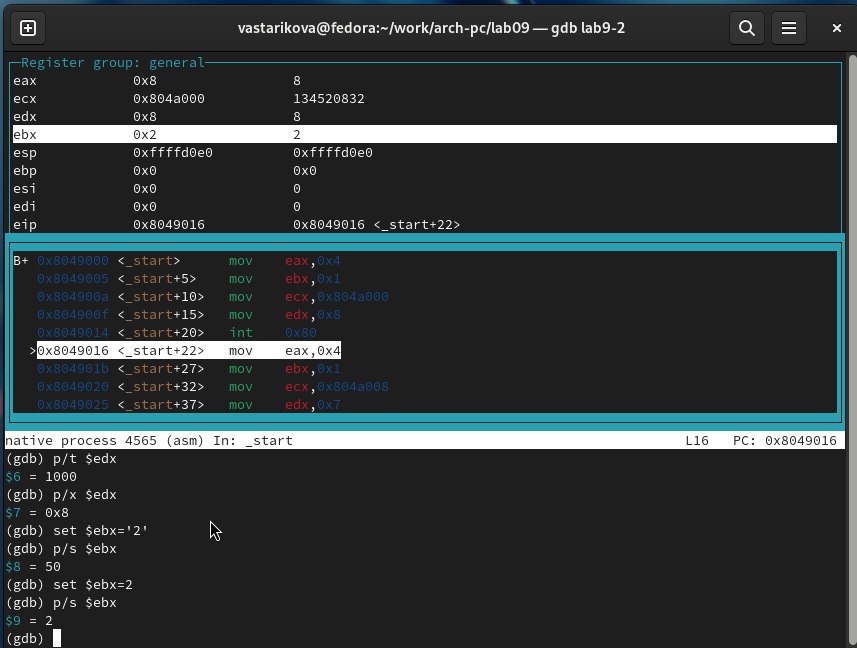 vastarikova@fedora:~/work/arch-pc/lab09 — gdb lab9-2
Register group: general
eax 0x8 8
ecx 0x804a000 134520832
edx 0x8 8
ebx 0x2 2
esp 0xffffd0e0 0xffffd0e0
ebp 0x0 0x0
esi 0x0 0
edi 0x0 0
eip 0x8049016 0x8049016 <_start+22>
B+ 0x8049000 <_start> mov eax,0x4
0x8049005 <_start+5> mov ebx,0x1
0x804900a <_start+10> mov ecx,0x804a000
0x804900f <_start+15> mov edx,0x8
0x8049014 <_start+20> int 0x80
>0x8049016 <_start+22> mov eax,0x4
0x804901b <_start+27> mov ebx,0x1
0x8049020 <_start+32> mov ecx,0x804a008
0x8049025 <_start+37> mov edx,0x7
native process 4565 (asm) In: _start L16 PC: 0x8049016
(gdb) p/t $edx
$6 = 1000
(gdb) p/x $edx
$7 = 0x8
(gdb) set $ebx='2'
(gdb) p/s $ebx
$8 = 50
(gdb) set $ebx=2
(gdb) p/s $ebx
$9 = 2
(gdb)